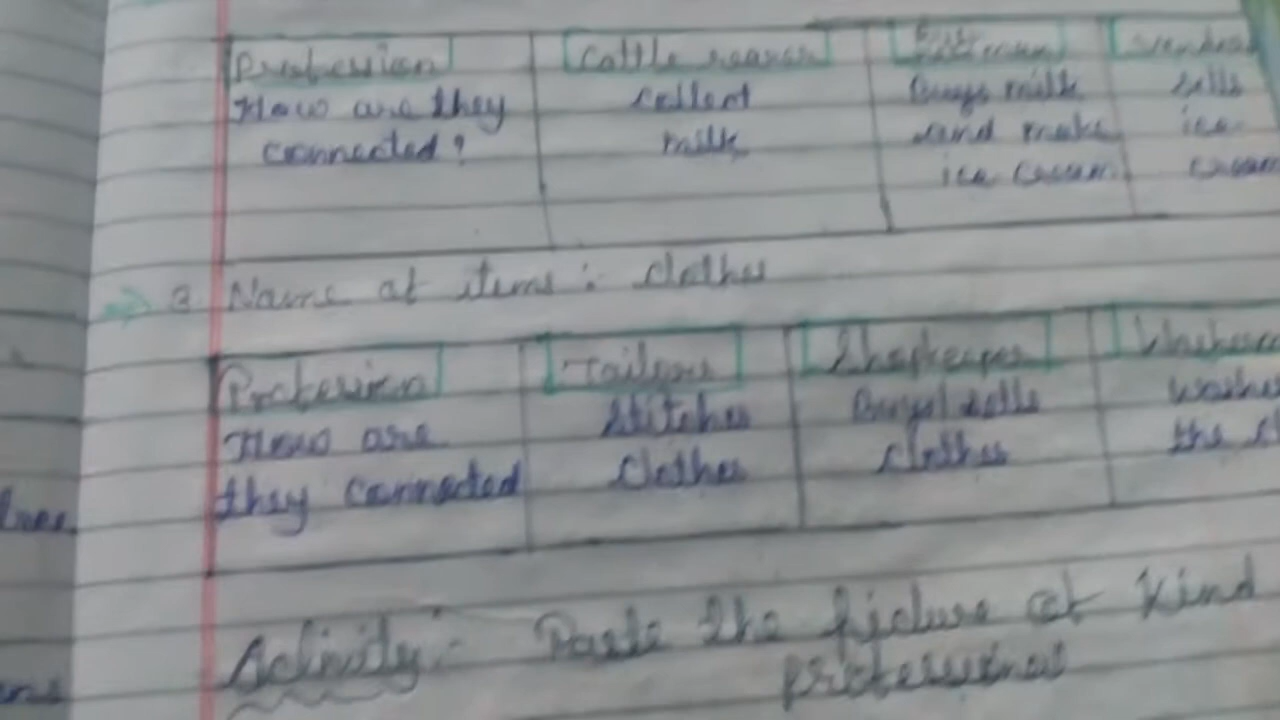 Profession Cattle rearer Vendor
How are they collect Buys milk sells
connected? milk and make ice
ice cream cream
3 Name of items : clothes
Profession Tailors Shopkeeper
How are stitches Buys/sells washes
they connected clothes clothes the
Activity:- Paste the picture of kind
professional